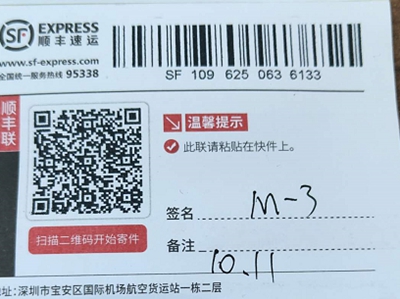 SF EXPRESS
顺丰速运
www.sf-express.com
全国统一服务热线 95338
SF 109 625 063 6133
顺丰联
温馨提示
此联请粘贴在快件上。
签名 M-3
扫描二维码开始寄件
备注 10.11
地址:深圳市宝安区国际机场航空货运站一栋二层